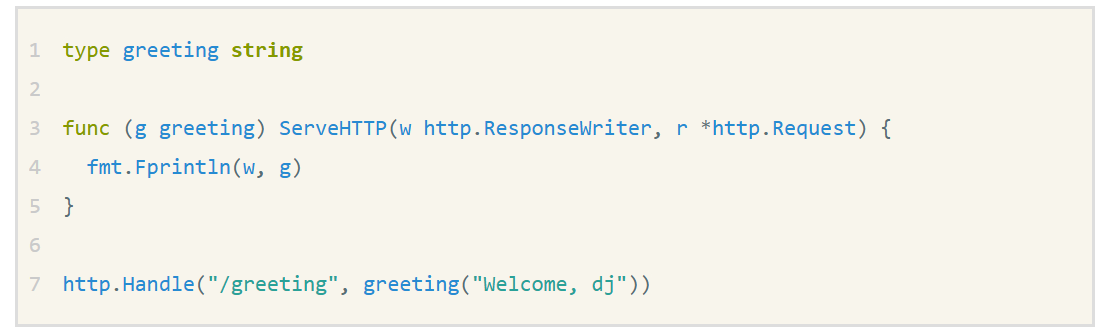 1 type greeting string
2
3 func (g greeting) ServeHTTP(w http.ResponseWriter, r *http.Request) {
4   fmt.Fprintln(w, g)
5 }
6
7 http.Handle("/greeting", greeting("Welcome, dj"))